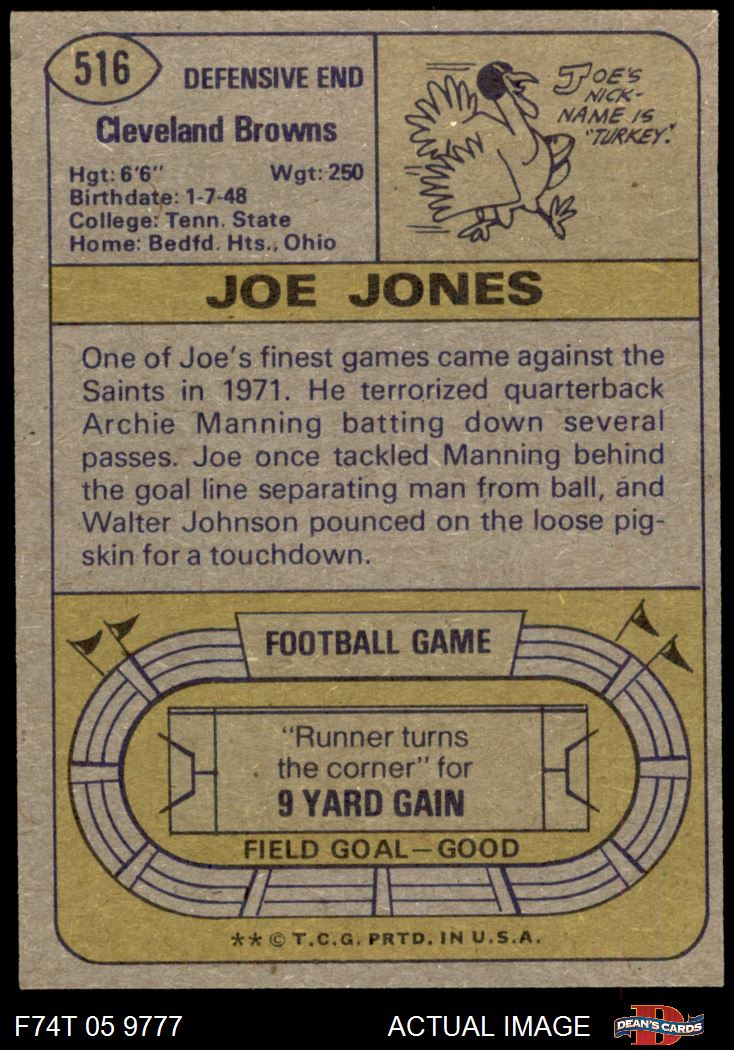 516
DEFENSIVE END
Cleveland Browns
Hgt: 6'6" Wgt: 250
Birthdate: 1-7-48
College: Tenn. State
Home: Bedfd. Hts., Ohio
JOE'S
NICK-
NAME IS
"TURKEY."
JOE JONES
One of Joe's finest games came against the
Saints in 1971. He terrorized quarterback
Archie Manning batting down several
passes. Joe once tackled Manning behind
the goal line separating man from ball, and
Walter Johnson pounced on the loose pig-
skin for a touchdown.
FOOTBALL GAME
"Runner turns
the corner" for
9 YARD GAIN
FIELD GOAL—GOOD
** © T.C.G. PRTD. IN U.S.A.
F74T 05 9777 ACTUAL IMAGE
D
DEAN'S CARDS